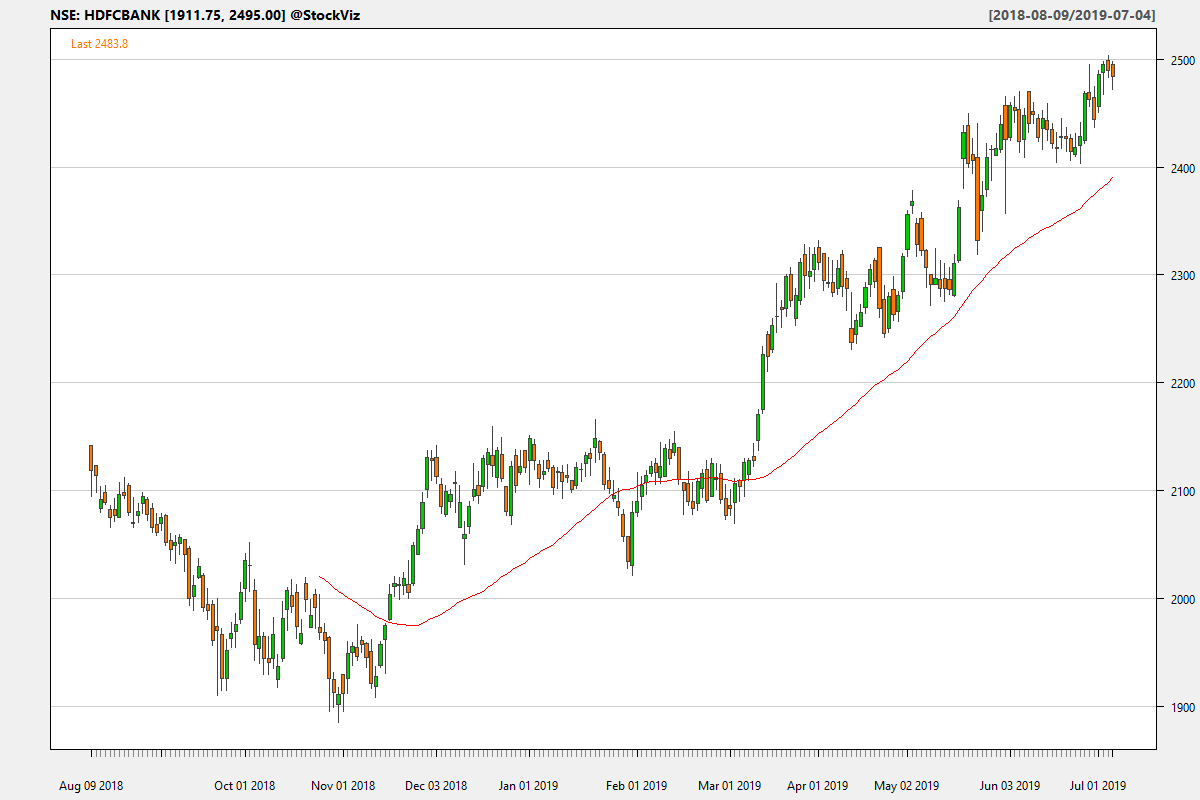 NSE: HDFCBANK [1911.75, 2495.00] @StockViz
[2018-08-09/2019-07-04]
Last 2483.8
2500
2400
2300
2200
2100
2000
1900
Aug 09 2018
Oct 01 2018
Nov 01 2018
Dec 03 2018
Jan 01 2019
Feb 01 2019
Mar 01 2019
Apr 01 2019
May 02 2019
Jun 03 2019
Jul 01 2019